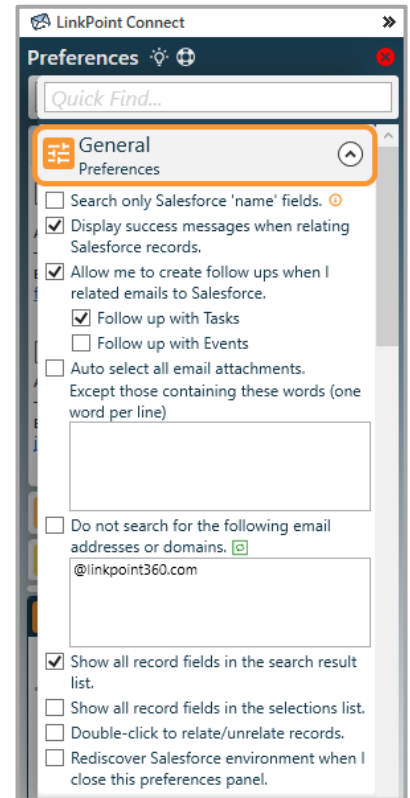 LinkPoint Connect
Preferences
Quick Find...
General
Preferences
Search only Salesforce 'name' fields.
Display success messages when relating
Salesforce records.
Allow me to create follow ups when I
related emails to Salesforce.
Follow up with Tasks
Follow up with Events
Auto select all email attachments.
Except those containing these words (one
word per line)
Do not search for the following email
addresses or domains.
@linkpoint360.com
Show all record fields in the search result
list.
Show all record fields in the selections list.
Double-click to relate/unrelate records.
Rediscover Salesforce environment when I
close this preferences panel.